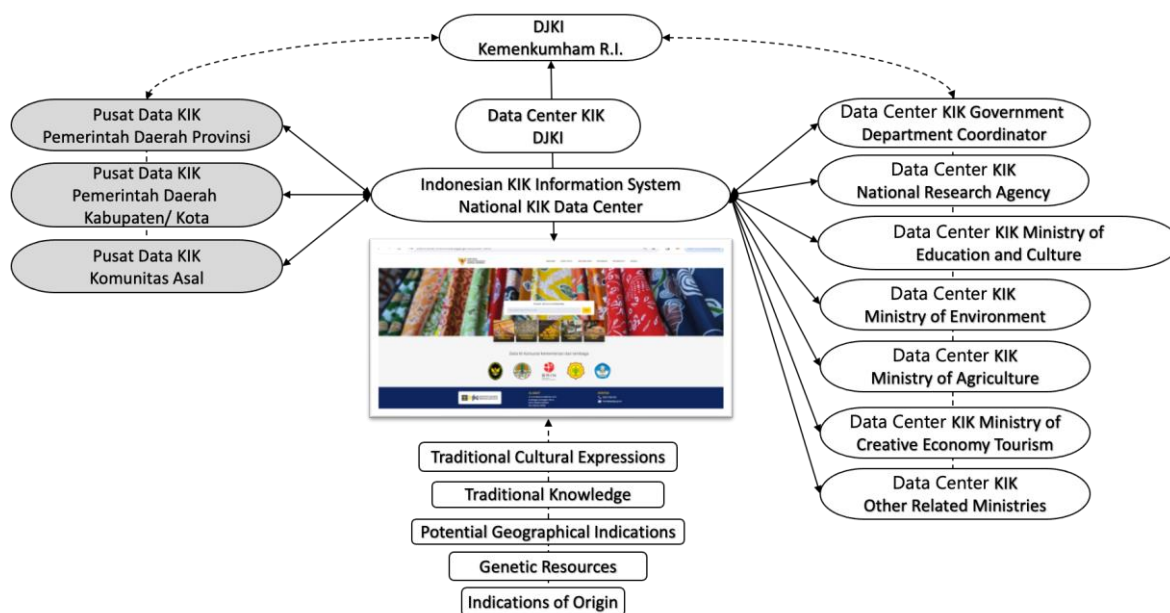 DJKI
Kemenkumham R.I.
Pusat Data KIK
Pemerintah Daerah Provinsi
Pusat Data KIK
Pemerintah Daerah
Kabupaten/ Kota
Pusat Data KIK
Komunitas Asal
Data Center KIK
DJKI
Indonesian KIK Information System
National KIK Data Center
Data Center KIK Government
Department Coordinator
Data Center KIK
National Research Agency
Data Center KIK Ministry of
Education and Culture
Data Center KIK
Ministry of Environment
Data Center KIK
Ministry of Agriculture
Data Center KIK Ministry of
Creative Economy Tourism
Data Center KIK
Other Related Ministries
Traditional Cultural Expressions
Traditional Knowledge
Potential Geographical Indications
Genetic Resources
Indications of Origin